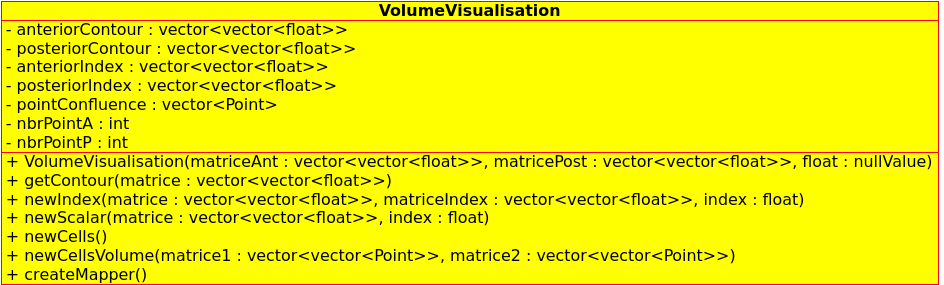 VolumeVisualisation
- anteriorContour : vector<vector<float>>
- posteriorContour : vector<vector<float>>
- anteriorIndex : vector<vector<float>>
- posteriorIndex : vector<vector<float>>
- pointConfluence : vector<Point>
- nbrPointA : int
- nbrPointP : int
+ VolumeVisualisation(matriceAnt : vector<vector<float>>, matricePost : vector<vector<float>>, float : nullValue)
+ getContour(matrice : vector<vector<float>>)
+ newIndex(matrice : vector<vector<float>>, matriceIndex : vector<vector<float>>, index : float)
+ newScalar(matrice : vector<vector<float>>, index : float)
+ newCells()
+ newCellsVolume(matrice1 : vector<vector<Point>>, matrice2 : vector<vector<Point>>)
+ createMapper()